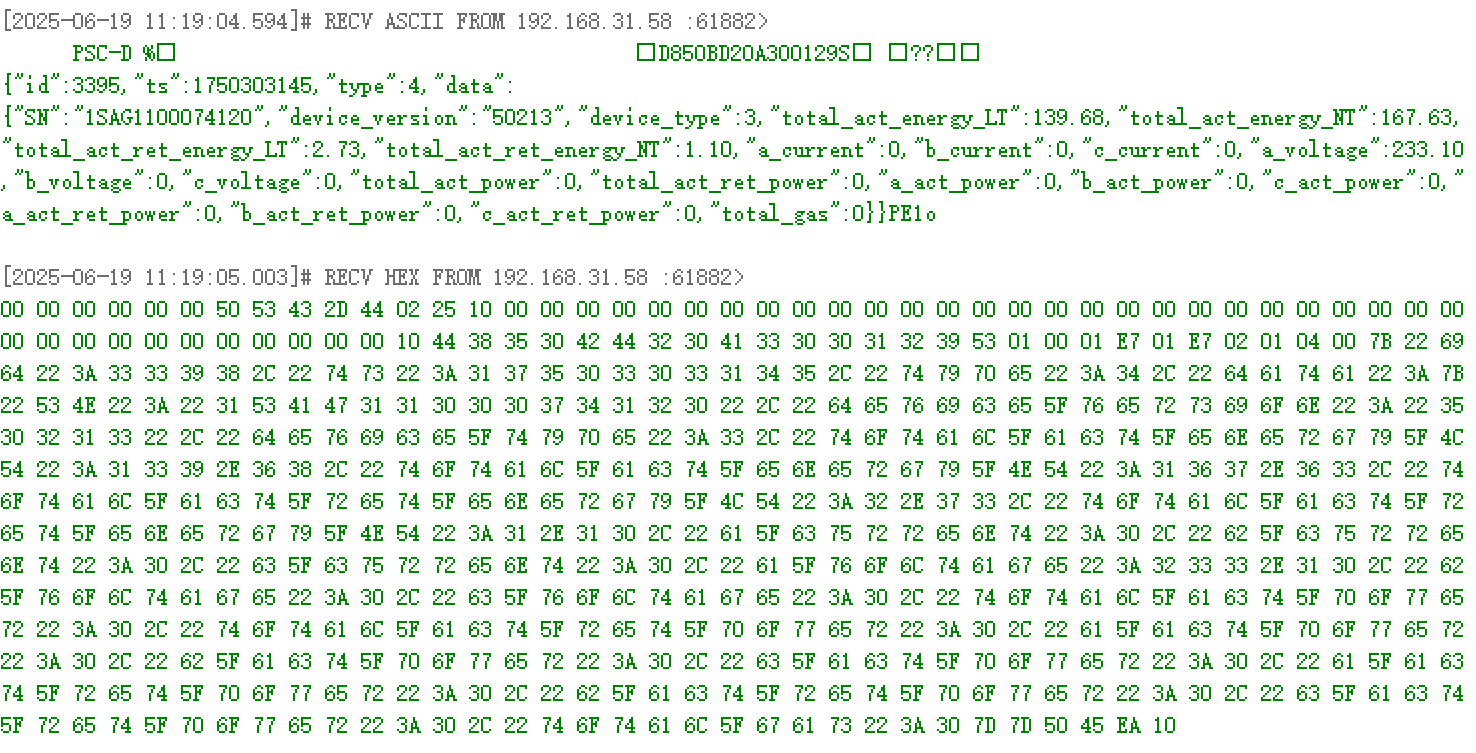 [2025-06-19 11:19:04.594]# RECV ASCII FROM 192.168.31.58 :61882>
PSC-D %□ □D850BD20A300129S□ □??□□
{"id":3395,"ts":1750303145,"type":4,"data":
{"SN":"1SAG1100074120","device_version":"50213","device_type":3,"total_act_energy_LT":139.68,"total_act_energy_NT":167.63,
"total_act_ret_energy_LT":2.73,"total_act_ret_energy_NT":1.10,"a_current":0,"b_current":0,"c_current":0,"a_voltage":233.10
,"b_voltage":0,"c_voltage":0,"total_act_power":0,"total_act_ret_power":0,"a_act_power":0,"b_act_power":0,"c_act_power":0,"
a_act_ret_power":0,"b_act_ret_power":0,"c_act_ret_power":0,"total_gas":0}}PE1o
[2025-06-19 11:19:05.003]# RECV HEX FROM 192.168.31.58 :61882>
00 00 00 00 00 00 50 53 43 2D 44 02 25 10 00 00 00 00 00 00 00 00 00 00 00 00 00 00 00 00 00 00 00 00 00 00 00 00 00 00 00
00 00 00 00 00 00 00 00 00 00 00 10 44 38 35 30 42 44 32 30 41 33 30 30 31 32 39 53 01 00 01 E7 01 E7 02 01 04 00 7B 22 69
64 22 3A 33 33 39 38 2C 22 74 73 22 3A 31 37 35 30 33 30 33 31 34 35 2C 22 74 79 70 65 22 3A 34 2C 22 64 61 74 61 22 3A 7B
22 53 4E 22 3A 22 31 53 41 47 31 31 30 30 30 37 34 31 32 30 22 2C 22 64 65 76 69 63 65 5F 76 65 72 73 69 6F 6E 22 3A 22 35
30 32 31 33 22 2C 22 64 65 76 69 63 65 5F 74 79 70 65 22 3A 33 2C 22 74 6F 74 61 6C 5F 61 63 74 5F 65 6E 65 72 67 79 5F 4C
54 22 3A 31 33 39 2E 36 38 2C 22 74 6F 74 61 6C 5F 61 63 74 5F 65 6E 65 72 67 79 5F 4E 54 22 3A 31 36 37 2E 36 33 2C 22 74
6F 74 61 6C 5F 61 63 74 5F 72 65 74 5F 65 6E 65 72 67 79 5F 4C 54 22 3A 32 2E 37 33 2C 22 74 6F 74 61 6C 5F 61 63 74 5F 72
65 74 5F 65 6E 65 72 67 79 5F 4E 54 22 3A 31 2E 31 30 2C 22 61 5F 63 75 72 72 65 6E 74 22 3A 30 2C 22 62 5F 63 75 72 72 65
6E 74 22 3A 30 2C 22 63 5F 63 75 72 72 65 6E 74 22 3A 30 2C 22 61 5F 76 6F 6C 74 61 67 65 22 3A 32 33 33 2E 31 30 2C 22 62
5F 76 6F 6C 74 61 67 65 22 3A 30 2C 22 63 5F 76 6F 6C 74 61 67 65 22 3A 30 2C 22 74 6F 74 61 6C 5F 61 63 74 5F 70 6F 77 65
72 22 3A 30 2C 22 74 6F 74 61 6C 5F 61 63 74 5F 72 65 74 5F 70 6F 77 65 72 22 3A 30 2C 22 61 5F 61 63 74 5F 70 6F 77 65 72
22 3A 30 2C 22 62 5F 61 63 74 5F 70 6F 77 65 72 22 3A 30 2C 22 63 5F 61 63 74 5F 70 6F 77 65 72 22 3A 30 2C 22 61 5F 61 63
74 5F 72 65 74 5F 70 6F 77 65 72 22 3A 30 2C 22 62 5F 61 63 74 5F 72 65 74 5F 70 6F 77 65 72 22 3A 30 2C 22 63 5F 61 63 74
5F 72 65 74 5F 70 6F 77 65 72 22 3A 30 2C 22 74 6F 74 61 6C 5F 67 61 73 22 3A 30 7D 7D 50 45 EA 10